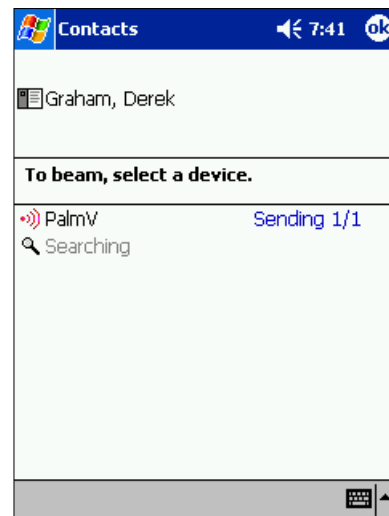 Contacts 7:41 ok
Graham, Derek
To beam, select a device.
PalmV Sending 1/1
Searching